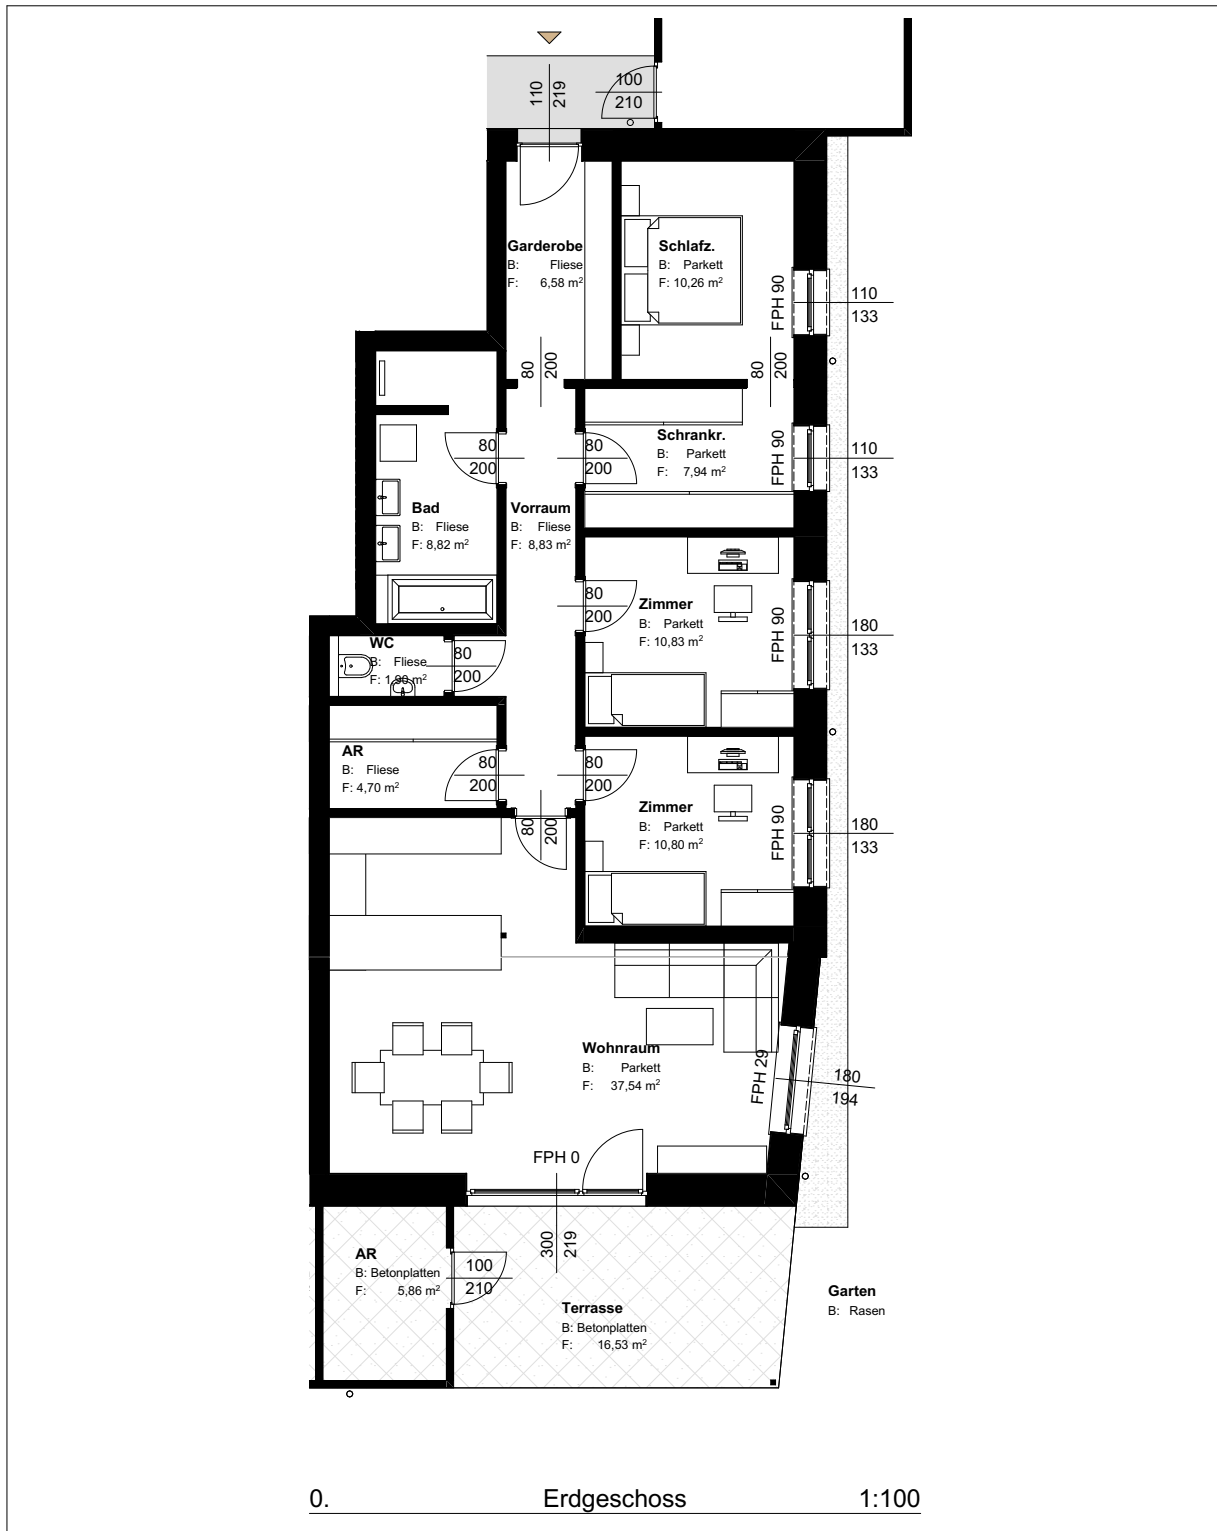 110
219
100
210
Garderobe
B: Fliese
F: 6,58 m²
Schlafz.
B: Parkett
F: 10,26 m²
FPH 90
110
133
80
200
80
200
Schrankr.
B: Parkett
F: 7,94 m²
FPH 90
110
133
80
200
80
200
Bad
B: Fliese
F: 8,82 m²
Vorraum
B: Fliese
F: 8,83 m²
80
200
Zimmer
B: Parkett
F: 10,83 m²
FPH 90
180
133
WC
B: Fliese
F: 1,90 m²
80
200
AR
B: Fliese
F: 4,70 m²
80
200
80
200
Zimmer
B: Parkett
F: 10,80 m²
FPH 90
180
133
80
200
Wohnraum
B: Parkett
F: 37,54 m²
FPH 29
180
194
FPH 0
300
219
AR
B: Betonplatten
F: 5,86 m²
100
210
Terrasse
B: Betonplatten
F: 16,53 m²
Garten
B: Rasen
0. Erdgeschoss 1:100